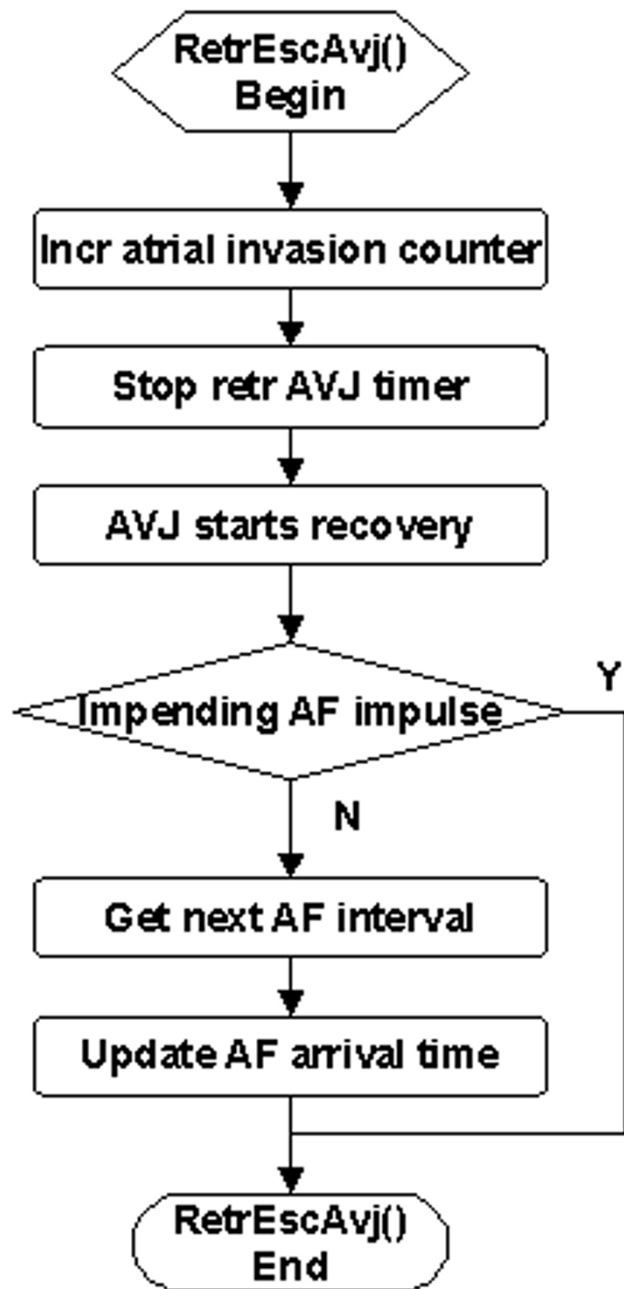 RetrEscAvj()
Begin
Incr atrial invasion counter
Stop retr AVJ timer
AVJ starts recovery
Impending AF impulse
Y
N
Get next AF interval
Update AF arrival time
RetrEscAvj()
End